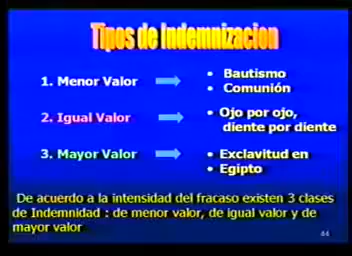 Tipos de Indemnizacion
1. Menor Valor
• Bautismo
• Comunión
2. Igual Valor
• Ojo por ojo,
diente por diente
3. Mayor Valor
• Exclavitud en
• Egipto
De acuerdo a la intensidad del fracaso existen 3 clases
de Indemnidad : de menor valor, de igual valor y de
mayor valor
44